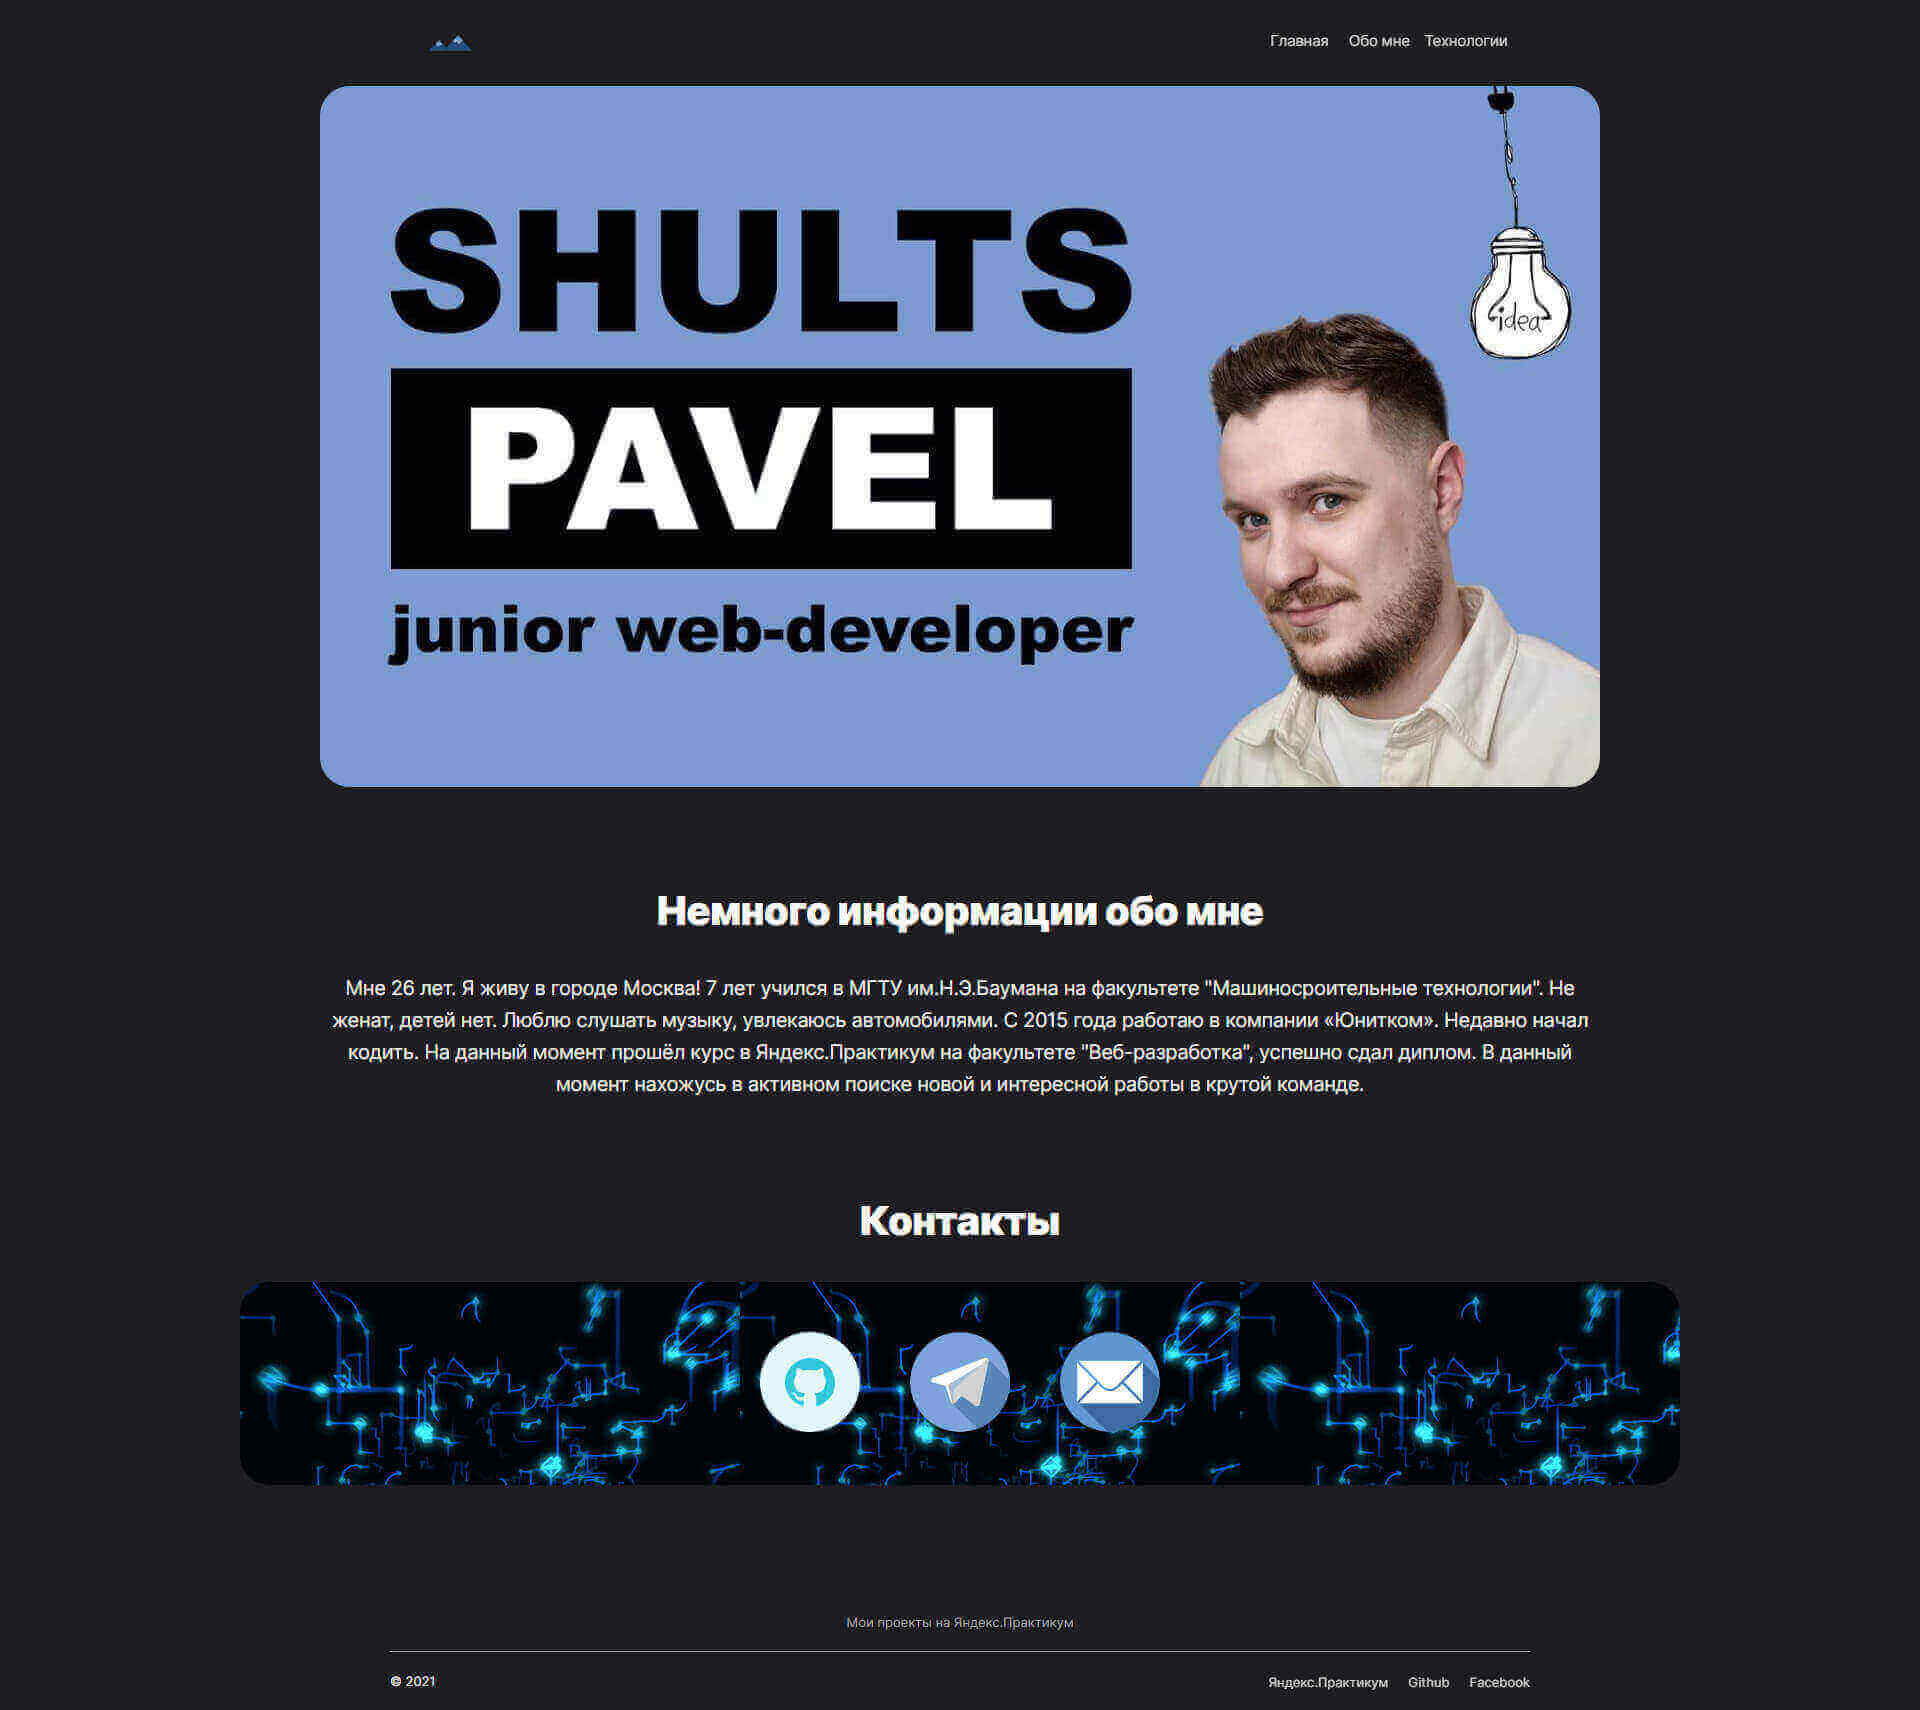 Главная Обо мне Технологии
idea
SHULTS
PAVEL
junior web-developer
Немного информации обо мне
Мне 26 лет. Я живу в городе Москва! 7 лет учился в МГТУ им.Н.Э.Баумана на факультете "Машиносроительные технологии". Не
женат, детей нет. Люблю слушать музыку, увлекаюсь автомобилями. С 2015 года работаю в компании «Юнитком». Недавно начал
кодить. На данный момент прошёл курс в Яндекс.Практикум на факультете "Веб-разработка", успешно сдал диплом. В данный
момент нахожусь в активном поиске новой и интересной работы в крутой команде.
Контакты
Мои проекты на Яндекс.Практикум
© 2021
Яндекс.Практикум Github Facebook